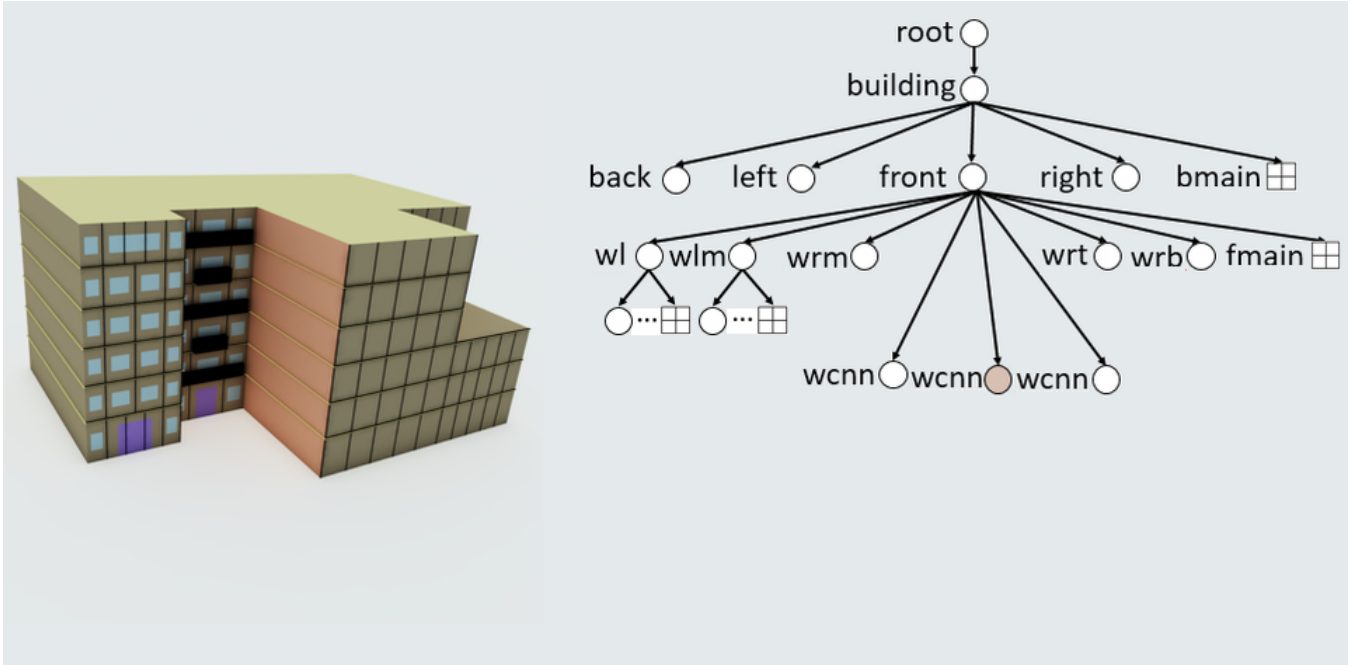 root
building
back left front right bmain
wl wlm wrm wrt wrb fmain
... ...
wcnn wcnn wcnn